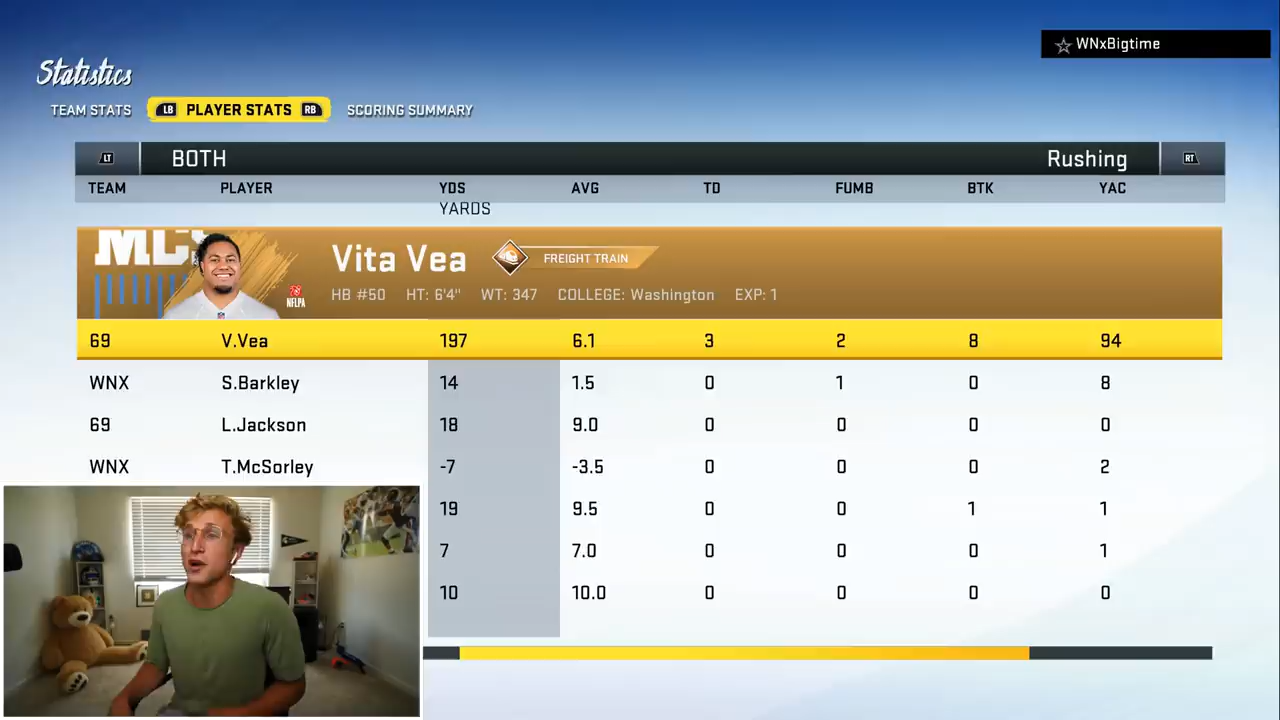 WNxBigtime
Statistics
TEAM STATS LB PLAYER STATS RB SCORING SUMMARY
LT BOTH Rushing RT
TEAM PLAYER YDS AVG TD FUMB BTK YAC
YARDS
Vita Vea FREIGHT TRAIN
HB #50 HT: 6'4" WT: 347 COLLEGE: Washington EXP: 1
NFLPA
69 V.Vea 197 6.1 3 2 8 94
WNX S.Barkley 14 1.5 0 1 0 8
69 L.Jackson 18 9.0 0 0 0 0
WNX T.McSorley -7 -3.5 0 0 0 2
19 9.5 0 0 1 1
7 7.0 0 0 0 1
10 10.0 0 0 0 0